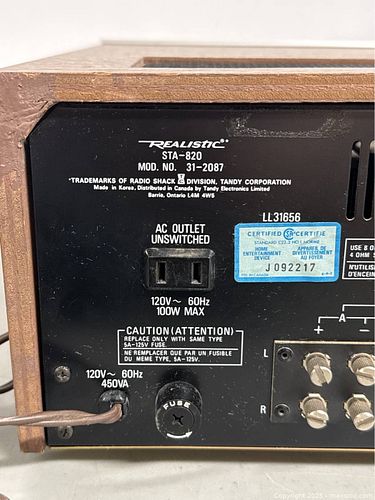 REALISTIC®
STA-820
MOD. NO. 31-2087
*TRADEMARKS OF RADIO SHACK DIVISION, TANDY CORPORATION
Made in Korea, Distributed in Canada by Tandy Electronics Limited
Barrie, Ontario L4M 4W5
LL31656
AC OUTLET
UNSWITCHED
120V~ 60Hz
100W MAX
CERTIFIED CERTIFIÉ
STANDARD C22.2 NO 1 NORME
HOME
ENTERTAINMENT
DEVICE
APPAREIL DE
DIVERTISSEMENT
AU FOYER
J 092217
USE 8 O
4 OHM S
N'UTILIS
D'ENCEIN
CAUTION (ATTENTION)
REPLACE ONLY WITH SAME TYPE
5A-125V FUSE.
NE REMPLACER QUE PAR UN FUSIBLE
DU MEME TYPE, 5A-125V.
120V~ 60Hz
450VA
FUSE
A
+ −
L
R